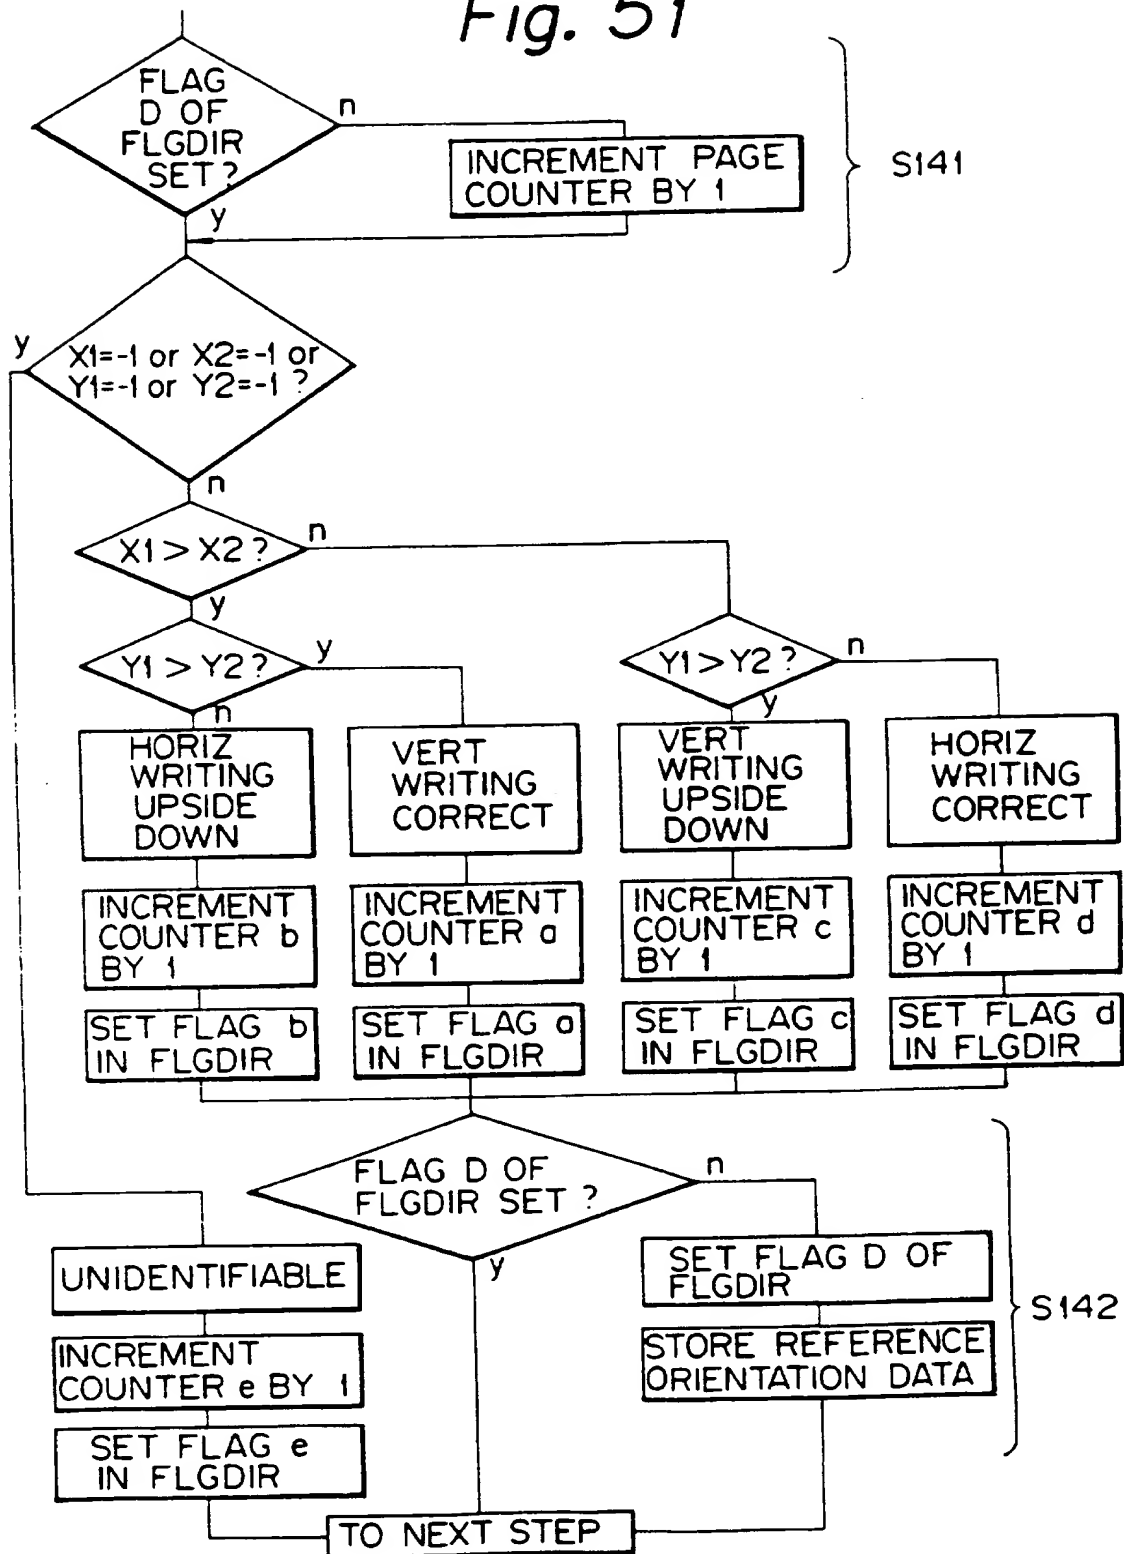 Fig. 51
FLAG
D OF
FLGDIR
SET ?
n
INCREMENT PAGE
COUNTER BY 1
S141
y
y
X1=-1 or X2=-1 or
Y1=-1 or Y2=-1 ?
n
X1 > X2 ?
n
y
Y1 > Y2 ?
y
n
Y1 > Y2 ?
n
y
HORIZ
WRITING
UPSIDE
DOWN
VERT
WRITING
CORRECT
VERT
WRITING
UPSIDE
DOWN
HORIZ
WRITING
CORRECT
INCREMENT
COUNTER b
BY 1
INCREMENT
COUNTER a
BY 1
INCREMENT
COUNTER c
BY 1
INCREMENT
COUNTER d
BY 1
SET FLAG b
IN FLGDIR
SET FLAG a
IN FLGDIR
SET FLAG c
IN FLGDIR
SET FLAG d
IN FLGDIR
FLAG D OF
FLGDIR SET ?
n
y
UNIDENTIFIABLE
INCREMENT
COUNTER e BY 1
SET FLAG e
IN FLGDIR
SET FLAG D OF
FLGDIR
STORE REFERENCE
ORIENTATION DATA
S142
TO NEXT STEP